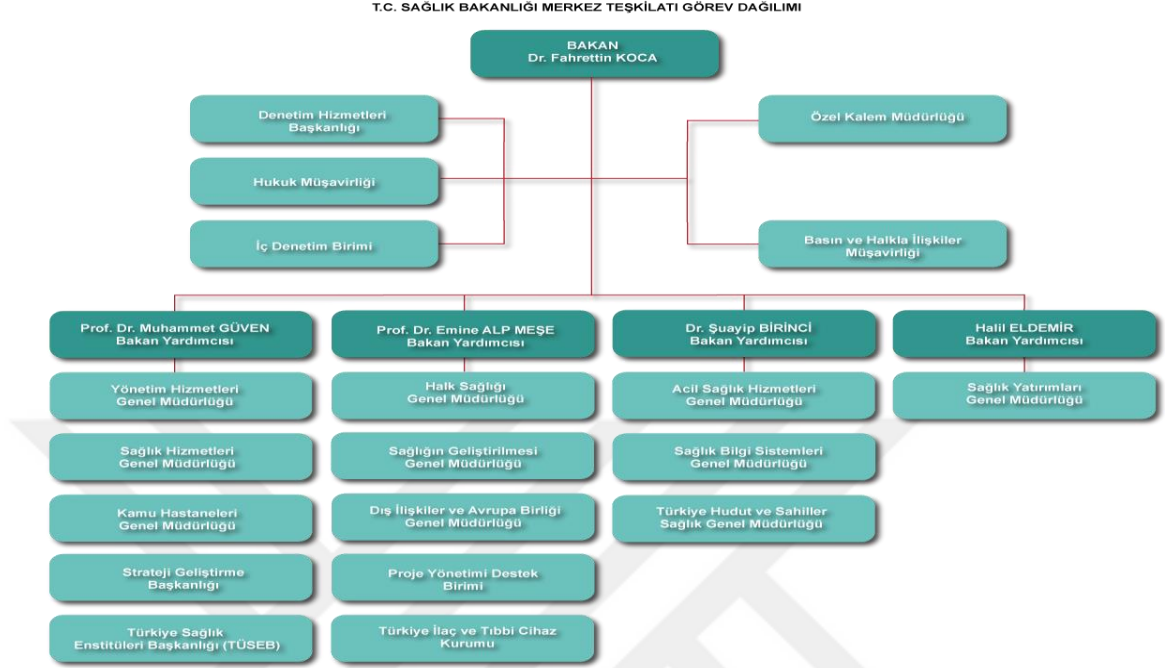 T.C. SAĞLIK BAKANLIĞI MERKEZ TEŞKİLATI GÖREV DAĞILIMI
BAKAN
Dr. Fahrettin KOCA
Denetim Hizmetleri
Başkanlığı
Özel Kalem Müdürlüğü
Hukuk Müşavirliği
İç Denetim Birimi
Basın ve Halkla İlişkiler
Müşavirliği
Prof. Dr. Muhammet GÜVEN
Bakan Yardımcısı
Prof. Dr. Emine ALP MEŞE
Bakan Yardımcısı
Dr. Şuayip BİRİNCİ
Bakan Yardımcısı
Halil ELDEMİR
Bakan Yardımcısı
Yönetim Hizmetleri
Genel Müdürlüğü
Halk Sağlığı
Genel Müdürlüğü
Acil Sağlık Hizmetleri
Genel Müdürlüğü
Sağlık Yatırımları
Genel Müdürlüğü
Sağlık Hizmetleri
Genel Müdürlüğü
Sağlığın Geliştirilmesi
Genel Müdürlüğü
Sağlık Bilgi Sistemleri
Genel Müdürlüğü
Kamu Hastaneleri
Genel Müdürlüğü
Dış İlişkiler ve Avrupa Birliği
Genel Müdürlüğü
Türkiye Hudut ve Sahiller
Sağlık Genel Müdürlüğü
Strateji Geliştirme
Başkanlığı
Proje Yönetimi Destek
Birimi
Türkiye Sağlık
Enstitüleri Başkanlığı (TÜSEB)
Türkiye İlaç ve Tıbbi Cihaz
Kurumu